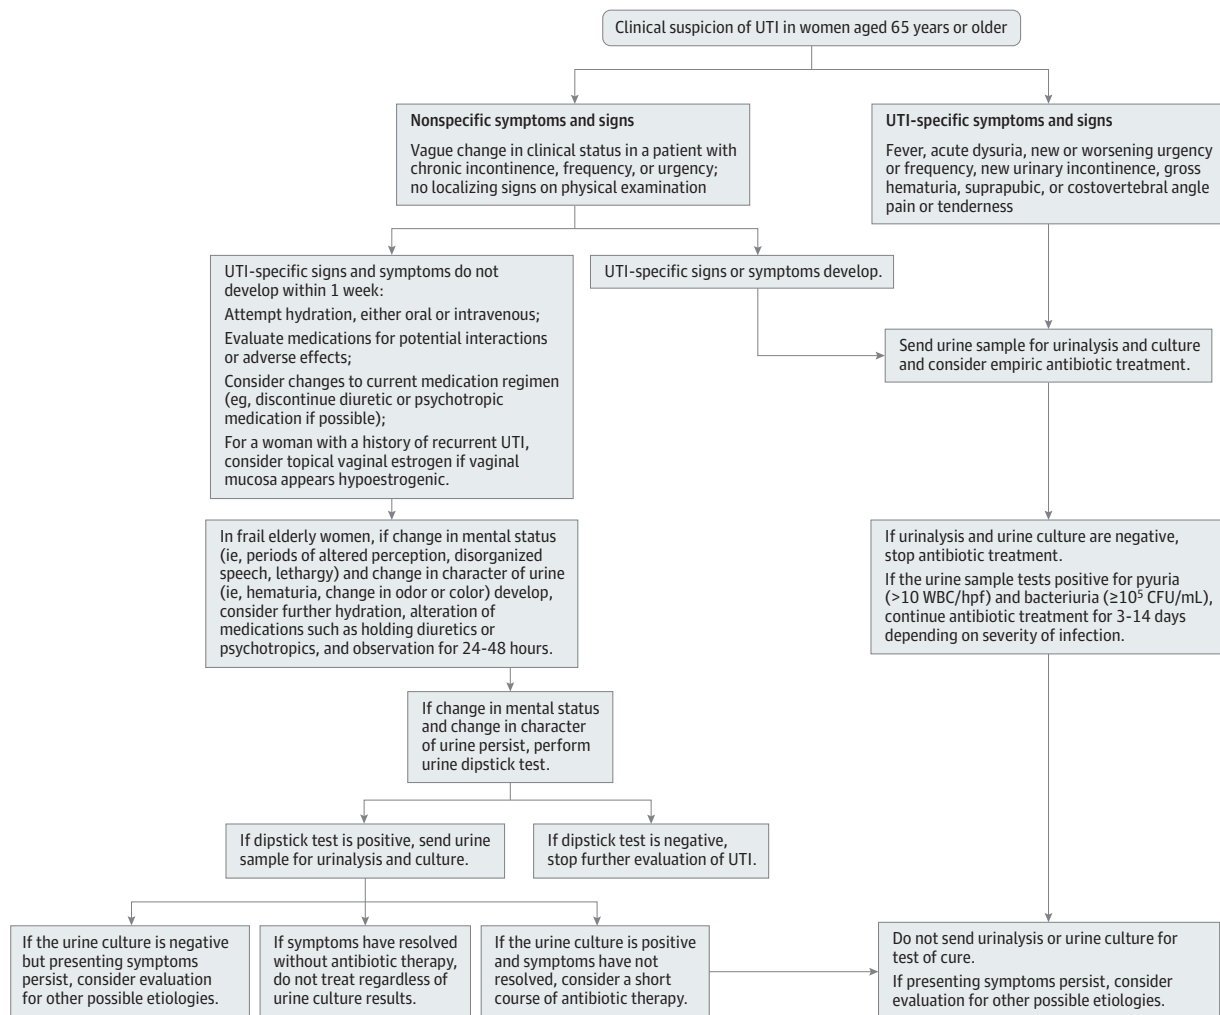 Clinical suspicion of UTI in women aged 65 years or older
Nonspecific symptoms and signs
Vague change in clinical status in a patient with
chronic incontinence, frequency, or urgency;
no localizing signs on physical examination
UTI-specific symptoms and signs
Fever, acute dysuria, new or worsening urgency
or frequency, new urinary incontinence, gross
hematuria, suprapubic, or costovertebral angle
pain or tenderness
UTI-specific signs and symptoms do not
develop within 1 week:
Attempt hydration, either oral or intravenous;
Evaluate medications for potential interactions
or adverse effects;
Consider changes to current medication regimen
(eg, discontinue diuretic or psychotropic
medication if possible);
For a woman with a history of recurrent UTI,
consider topical vaginal estrogen if vaginal
mucosa appears hypoestrogenic.
UTI-specific signs or symptoms develop.
Send urine sample for urinalysis and culture
and consider empiric antibiotic treatment.
In frail elderly women, if change in mental status
(ie, periods of altered perception, disorganized
speech, lethargy) and change in character of urine
(ie, hematuria, change in odor or color) develop,
consider further hydration, alteration of
medications such as holding diuretics or
psychotropics, and observation for 24-48 hours.
If urinalysis and urine culture are negative,
stop antibiotic treatment.
If the urine sample tests positive for pyuria
(>10 WBC/hpf) and bacteriuria (≥10⁵ CFU/mL),
continue antibiotic treatment for 3-14 days
depending on severity of infection.
If change in mental status
and change in character
of urine persist, perform
urine dipstick test.
If dipstick test is positive, send urine
sample for urinalysis and culture.
If dipstick test is negative,
stop further evaluation of UTI.
If the urine culture is negative
but presenting symptoms
persist, consider evaluation
for other possible etiologies.
If symptoms have resolved
without antibiotic therapy,
do not treat regardless of
urine culture results.
If the urine culture is positive
and symptoms have not
resolved, consider a short
course of antibiotic therapy.
Do not send urinalysis or urine culture for
test of cure.
If presenting symptoms persist, consider
evaluation for other possible etiologies.